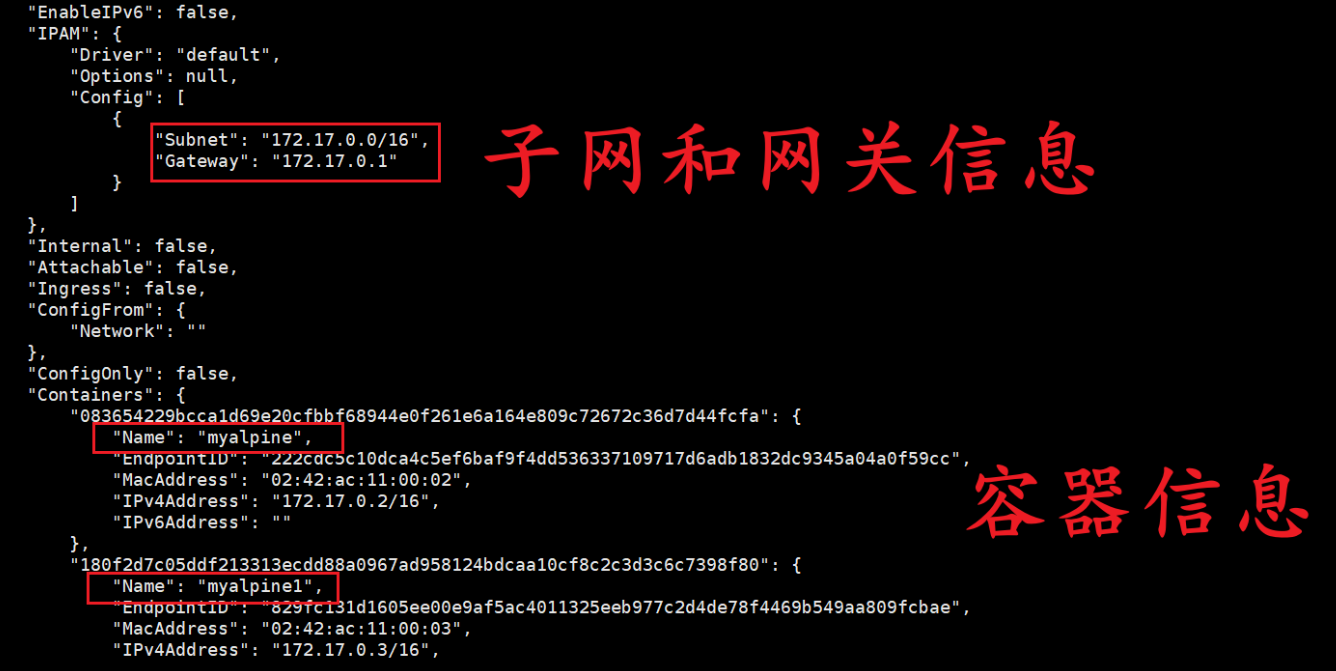 "EnableIPv6": false,
"IPAM": {
"Driver": "default",
"Options": null,
"Config": [
{
"Subnet": "172.17.0.0/16",
"Gateway": "172.17.0.1"
子网和网关信息
}
]
},
"Internal": false,
"Attachable": false,
"Ingress": false,
"ConfigFrom": {
"Network": ""
},
"ConfigOnly": false,
"Containers": {
"083654229bcca1d69e20cfbbf68944e0f261e6a164e809c72672c36d7d44fcfa": {
"Name": "myalpine",
"EndpointID": "222cdc5c10dca4c5ef6baf9f4dd536337109717d6adb1832dc9345a04a0f59cc",
"MacAddress": "02:42:ac:11:00:02",
"IPv4Address": "172.17.0.2/16",
"IPv6Address": ""
容器信息
},
"180f2d7c05ddf213313ecdd88a0967ad958124bdcaa10cf8c2c3d3c6c7398f80": {
"Name": "myalpine1",
"EndpointID": "829fc131d1605ee00e9af5ac4011325eeb977c2d4de78f4469b549aa809fcbae",
"MacAddress": "02:42:ac:11:00:03",
"IPv4Address": "172.17.0.3/16",